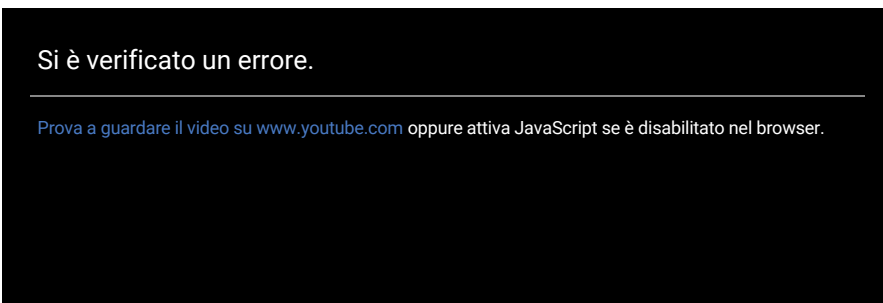 Si è verificato un errore.
Prova a guardare il video su www.youtube.com oppure attiva JavaScript se è disabilitato nel browser.